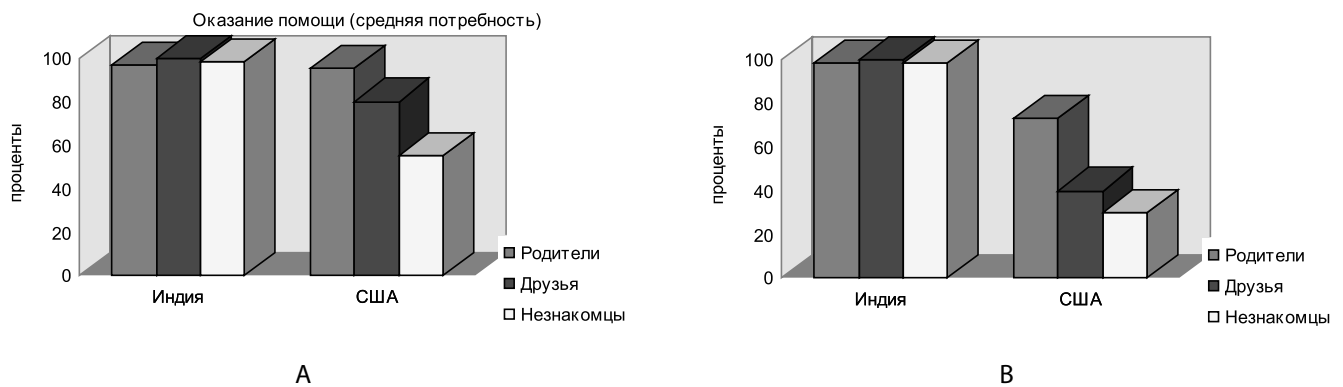 Оказание помощи (средняя потребность)
проценты
100
80
60
40
20
0
Индия
США
Родители
Друзья
Незнакомцы
А
проценты
100
80
60
40
20
0
Индия
США
Родители
Друзья
Незнакомцы
В